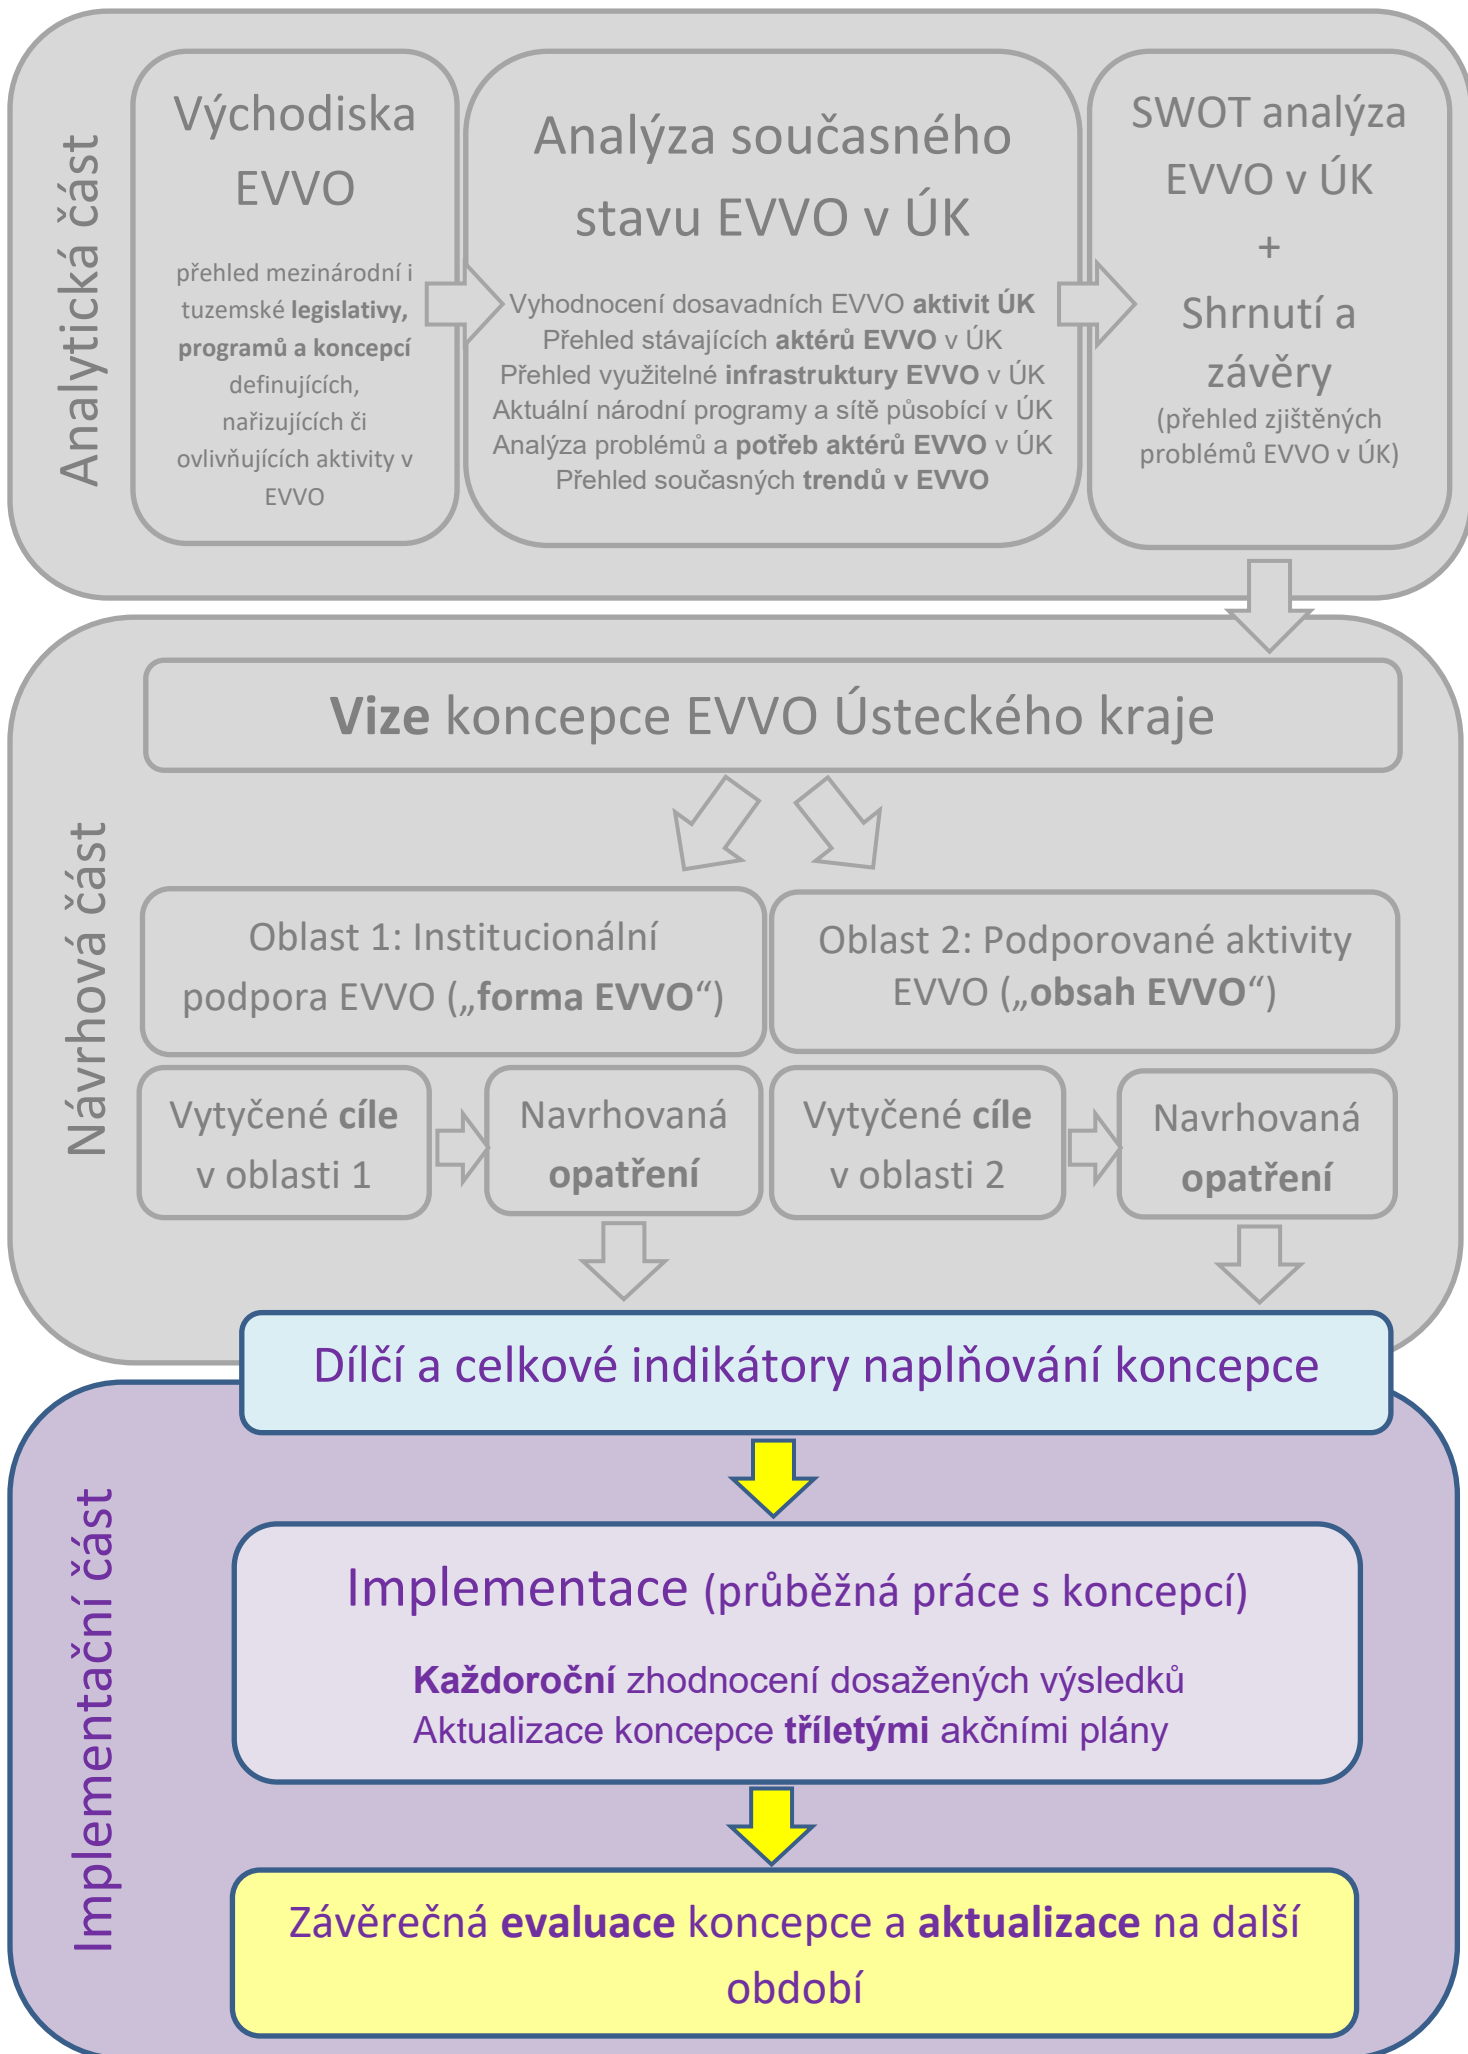 Analytická část
Východiska
EVVO
přehled mezinárodní i
tuzemské legislativy,
programů a koncepcí
definujících,
nařizujících či
ovlivňujících aktivity v
EVVO
Analýza současného
stavu EVVO v ÚK
Vyhodnocení dosavadních EVVO aktivit ÚK
Přehled stávajících aktérů EVVO v ÚK
Přehled využitelné infrastruktury EVVO v ÚK
Aktuální národní programy a sítě působící v ÚK
Analýza problémů a potřeb aktérů EVVO v ÚK
Přehled současných trendů v EVVO
SWOT analýza
EVVO v ÚK
+
Shrnutí a
závěry
(přehled zjištěných
problémů EVVO v ÚK)
Návrhová část
Vize koncepce EVVO Ústeckého kraje
Oblast 1: Institucionální
podpora EVVO („forma EVVO“)
Oblast 2: Podporované aktivity
EVVO („obsah EVVO“)
Vytyčené cíle
v oblasti 1
Navrhovaná
opatření
Vytyčené cíle
v oblasti 2
Navrhovaná
opatření
Dílčí a celkové indikátory naplňování koncepce
Implementační část
Implementace (průběžná práce s koncepcí)
Každoroční zhodnocení dosažených výsledků
Aktualizace koncepce tříletými akčními plány
Závěrečná evaluace koncepce a aktualizace na další
období